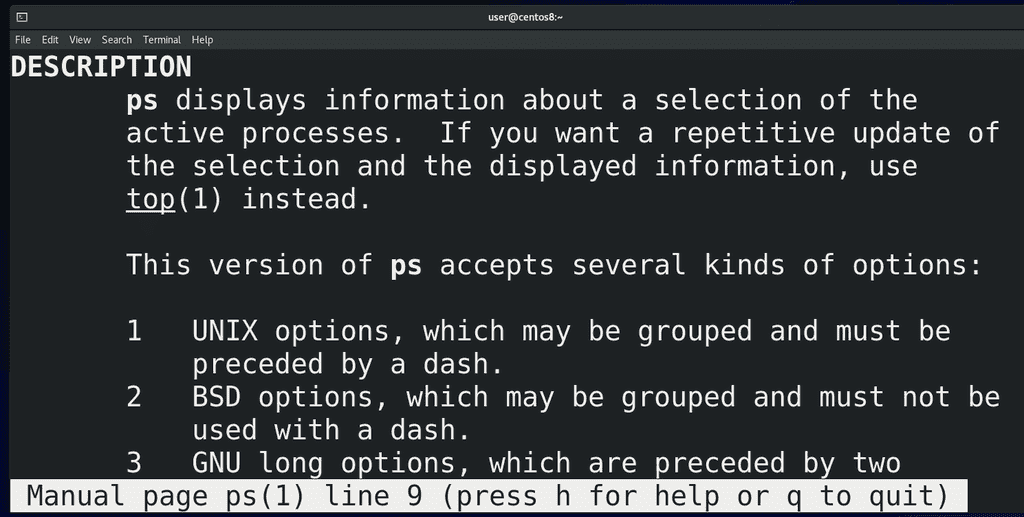 user@centos8:~
File Edit View Search Terminal Help
DESCRIPTION
ps displays information about a selection of the
active processes.  If you want a repetitive update of
the selection and the displayed information, use
top(1) instead.
This version of ps accepts several kinds of options:
1   UNIX options, which may be grouped and must be
preceded by a dash.
2   BSD options, which may be grouped and must not be
used with a dash.
3   GNU long options, which are preceded by two
Manual page ps(1) line 9 (press h for help or q to quit)